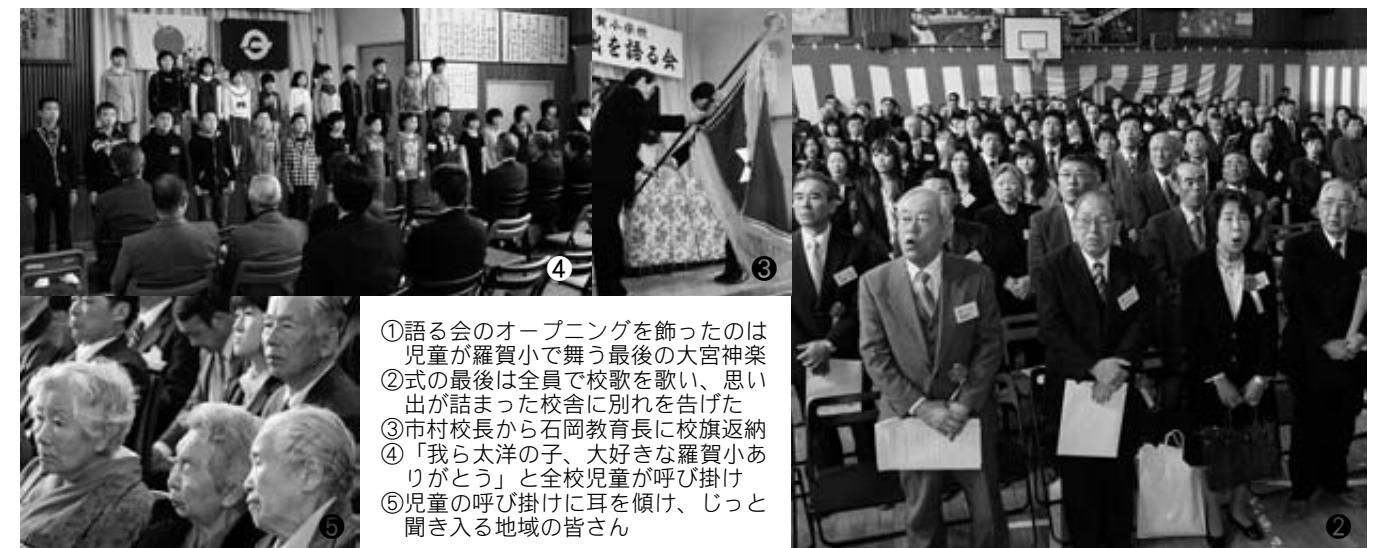 賀小学校
出を語る会
④
③
②
⑤
①語る会のオープニングを飾ったのは
児童が羅賀小で舞う最後の大宮神楽
②式の最後は全員で校歌を歌い、思い
出が詰まった校舎に別れを告げた
③市村校長から石岡教育長に校旗返納
④「我ら太洋の子、大好きな羅賀小あ
りがとう」と全校児童が呼び掛け
⑤児童の呼び掛けに耳を傾け、じっと
聞き入る地域の皆さん